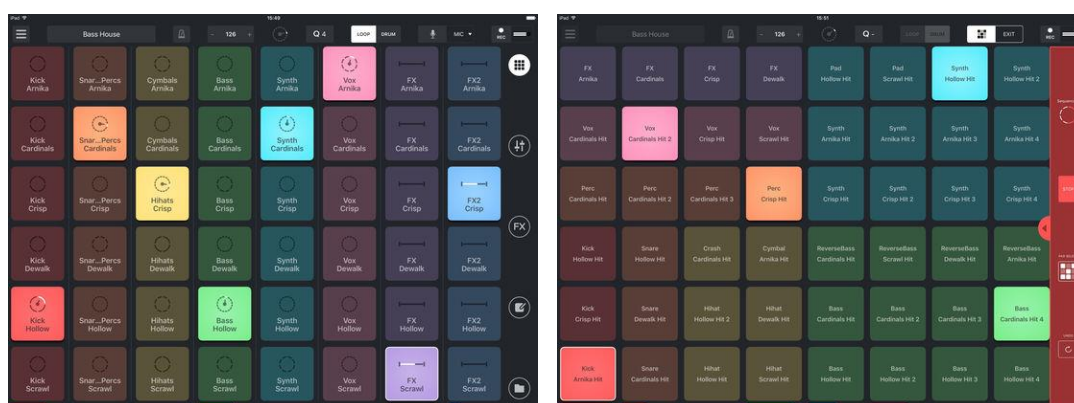 iPad
15:49
Bass House
- 126 +
Q 4
LOOP
DRUM
MIC ▾
REC
Kick Snar...Percs Cymbals Bass Synth Vox FX FX2
Arnika Arnika Arnika Arnika Arnika Arnika Arnika Arnika
Kick Snar...Percs Cymbals Bass Synth Vox FX FX2
Cardinals Cardinals Cardinals Cardinals Cardinals Cardinals Cardinals Cardinals
Kick Snar...Percs Hihats Bass Synth Vox FX FX2
Crisp Crisp Crisp Crisp Crisp Crisp Crisp Crisp
FX
Kick Snar...Percs Hihats Bass Synth Vox FX FX2
Dewalk Dewalk Dewalk Dewalk Dewalk Dewalk Dewalk Dewalk
Kick Snar...Percs Hihats Bass Synth Vox FX FX2
Hollow Hollow Hollow Hollow Hollow Hollow Hollow Hollow
Kick Snar...Percs Hihats Bass Synth Vox FX FX2
Scrawl Scrawl Scrawl Scrawl Scrawl Scrawl Scrawl Scrawl
iPad
15:51
Bass House
- 126 +
Q -
LOOP
DRUM
EXIT
REC
FX FX FX FX Pad Pad Synth Synth
Arnika Cardinals Crisp Dewalk Hollow Hit Scrawl Hit Hollow Hit Hollow Hit 2
Vox Vox Vox Vox Synth Synth Synth Synth
Cardinals Hit Cardinals Hit 2 Crisp Hit Scrawl Hit Arnika Hit Arnika Hit 2 Arnika Hit 3 Arnika Hit 4
Perc Perc Perc Perc Synth Synth Synth Synth
Cardinals Hit Cardinals Hit 2 Cardinals Hit 3 Crisp Hit Crisp Hit Crisp Hit 2 Crisp Hit 3 Crisp Hit 4
STOP
Kick Snare Crash Cymbal ReverseBass ReverseBass ReverseBass ReverseBass
Hollow Hit Hollow Hit Cardinals Hit Arnika Hit Cardinals Hit Scrawl Hit Dewalk Hit Arnika Hit
Kick Snare Hihat Hihat Bass Bass Bass Bass
Crisp Hit Dewalk Hit Hollow Hit 2 Dewalk Hit Cardinals Hit Cardinals Hit 2 Cardinals Hit 3 Cardinals Hit 4
Kick Snare Hihat Hihat Bass Bass Bass Bass
Arnika Hit Cardinals Hit Hollow Hit Scrawl Hit Hollow Hit Hollow Hit 2 Hollow Hit 3 Hollow Hit 4